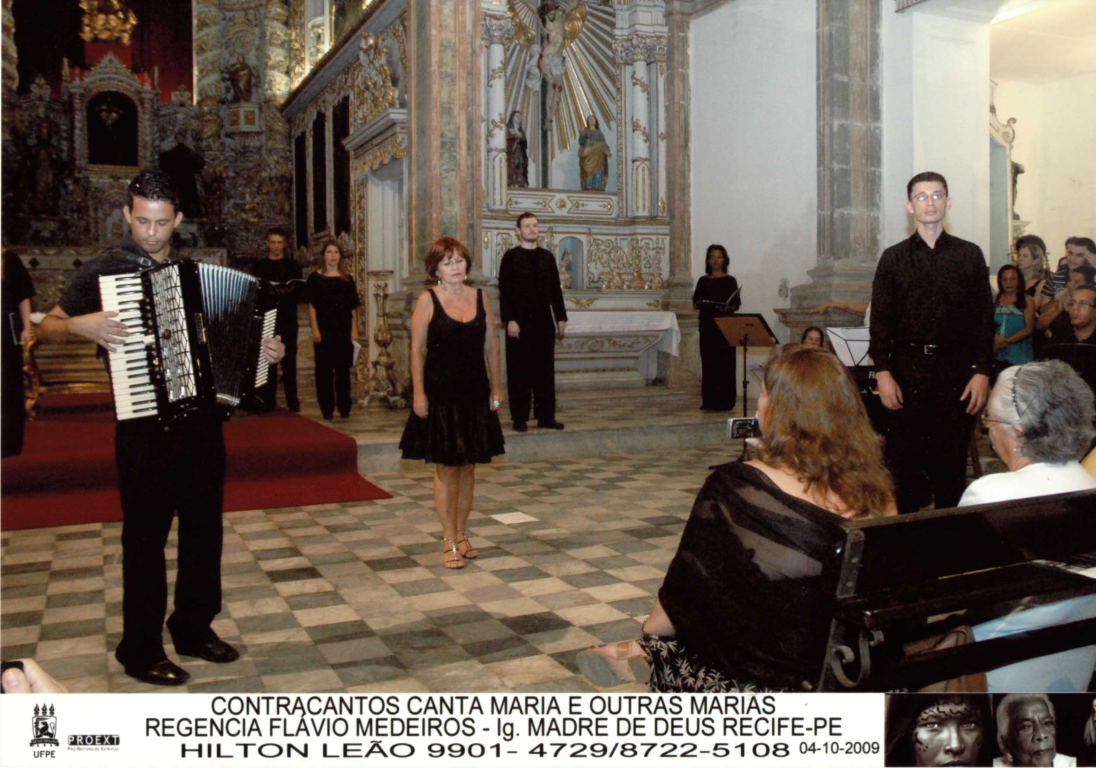 CONTRACANTOS CANTA MARIA E OUTRAS MARIAS
REGENCIA FLÁVIO MEDEIROS - Ig. MADRE DE DEUS RECIFE-PE
HILTON LEÃO 9901- 4729/8722-5108 04-10-2009
UFPE
PROEXT